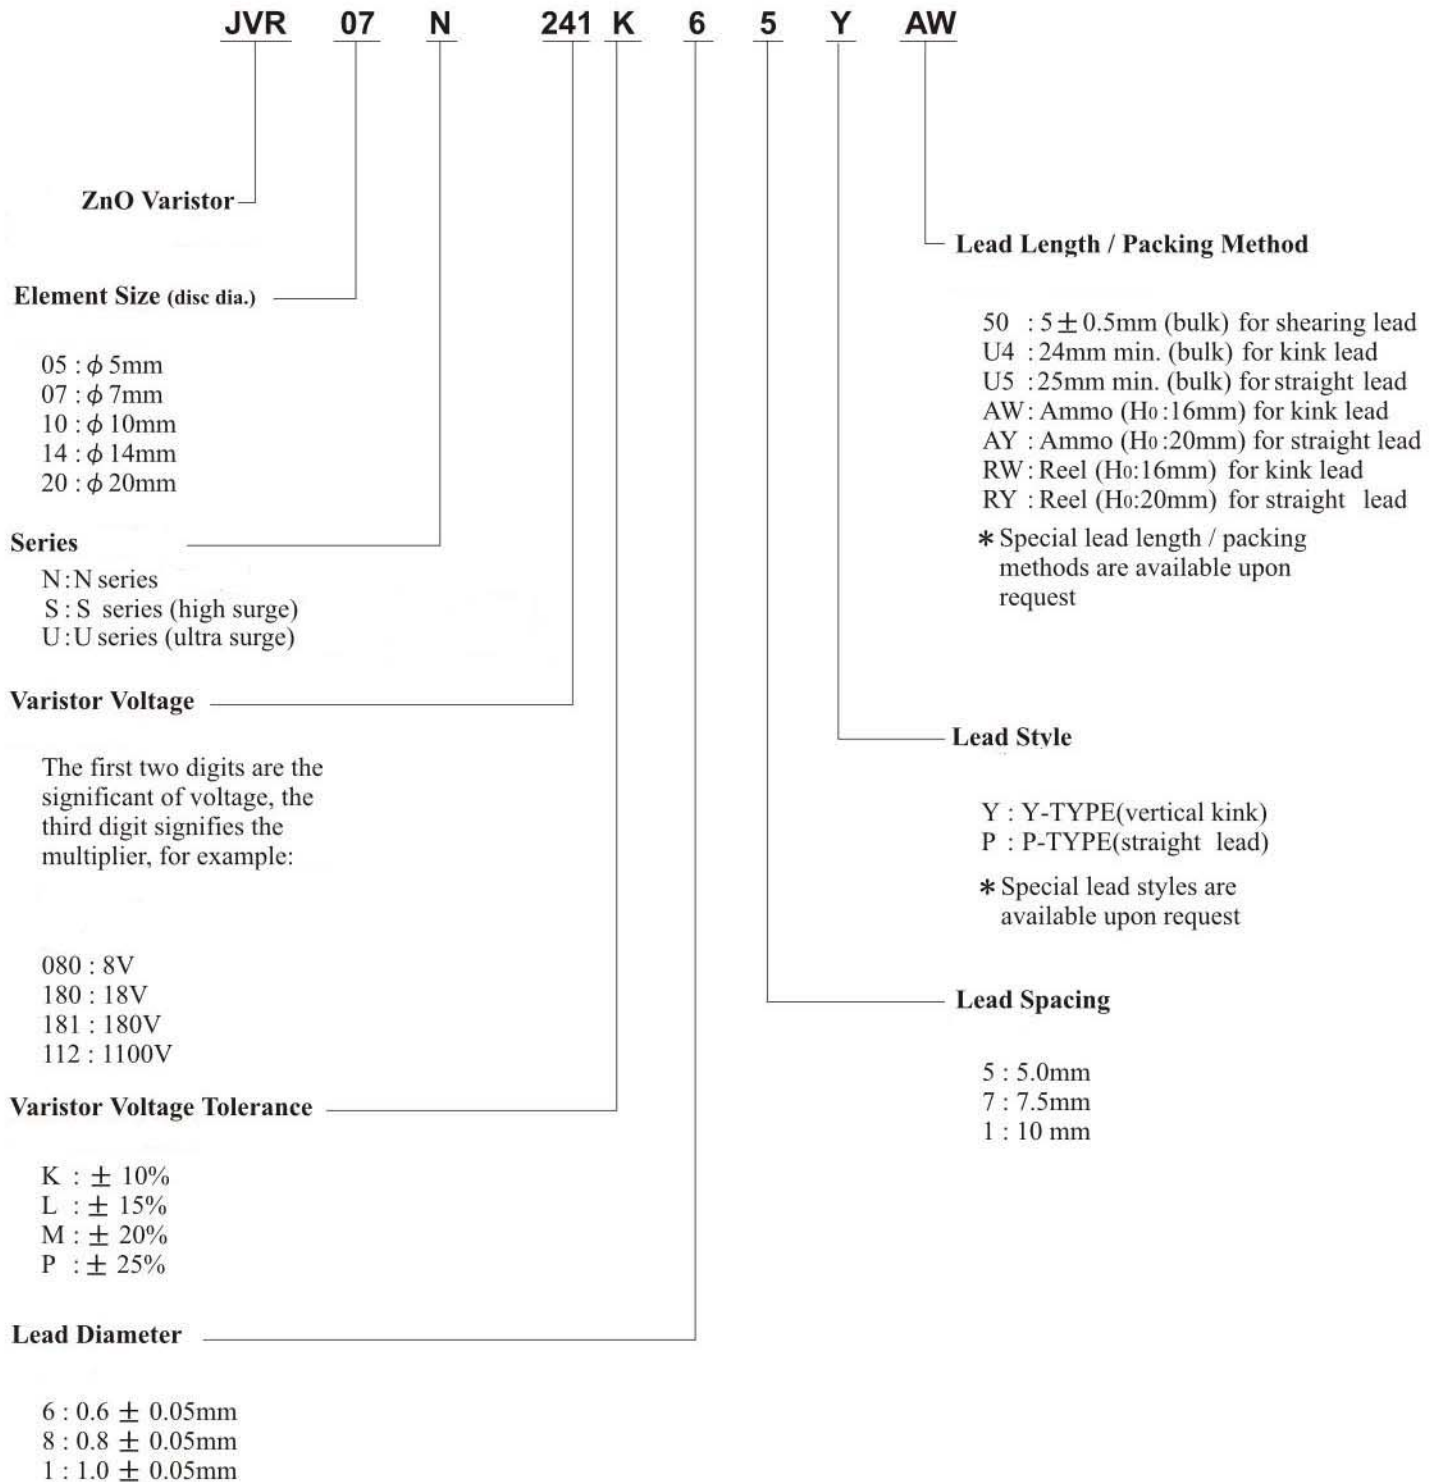 JVR 07 N 241 K 6 5 Y AW
ZnO Varistor
Element Size (disc dia.)
05 : ϕ 5mm
07 : ϕ 7mm
10 : ϕ 10mm
14 : ϕ 14mm
20 : ϕ 20mm
Series
N : N series
S : S series (high surge)
U : U series (ultra surge)
Varistor Voltage
The first two digits are the
significant of voltage, the
third digit signifies the
multiplier, for example:
080 : 8V
180 : 18V
181 : 180V
112 : 1100V
Varistor Voltage Tolerance
K : ± 10%
L : ± 15%
M : ± 20%
P : ± 25%
Lead Diameter
6 : 0.6 ± 0.05mm
8 : 0.8 ± 0.05mm
1 : 1.0 ± 0.05mm
Lead Length / Packing Method
50 : 5 ± 0.5mm (bulk) for shearing lead
U4 : 24mm min. (bulk) for kink lead
U5 : 25mm min. (bulk) for straight lead
AW : Ammo (H0 :16mm) for kink lead
AY : Ammo (H0 :20mm) for straight lead
RW : Reel (H0:16mm) for kink lead
RY : Reel (H0:20mm) for straight lead
* Special lead length / packing
methods are available upon
request
Lead Style
Y : Y-TYPE(vertical kink)
P : P-TYPE(straight lead)
* Special lead styles are
available upon request
Lead Spacing
5 : 5.0mm
7 : 7.5mm
1 : 10 mm